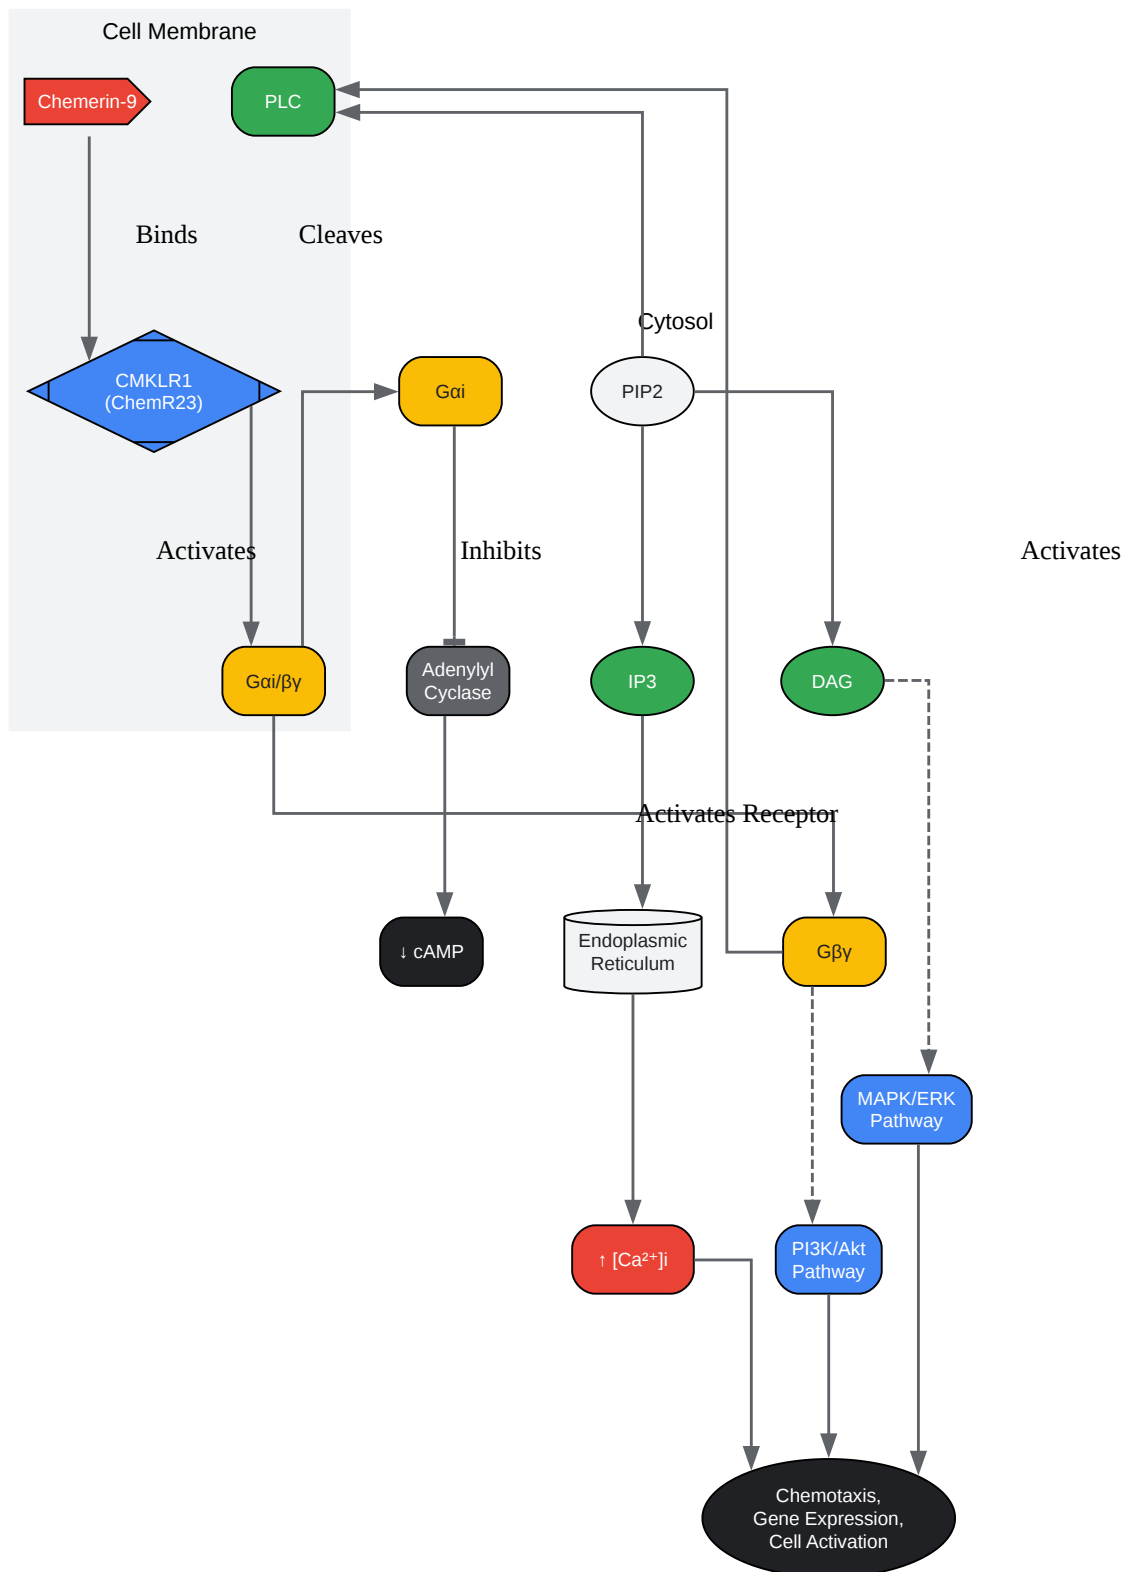 Cell Membrane
Chemerin-9
PLC
Binds
Cleaves
Cytosol
CMKLR1
(ChemR23)
Gαi
PIP2
Activates
Inhibits
Activates
Gαi/βγ
Adenylyl
Cyclase
IP3
DAG
Activates Receptor
↓ cAMP
Endoplasmic
Reticulum
Gβγ
MAPK/ERK
Pathway
↑ [Ca²⁺]i
PI3K/Akt
Pathway
Chemotaxis,
Gene Expression,
Cell Activation